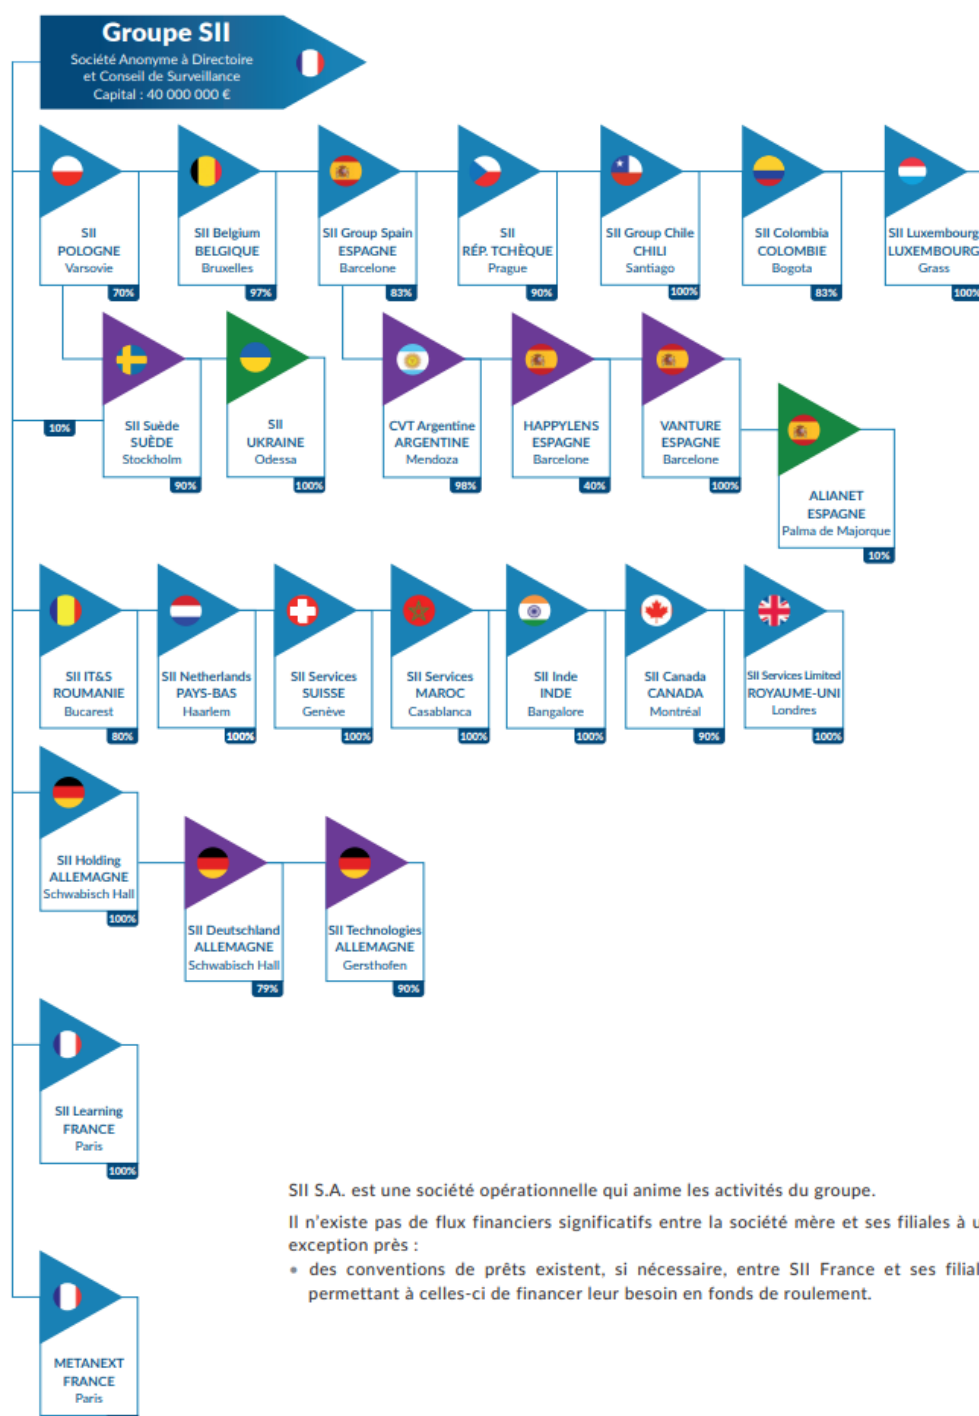 Groupe SII
Société Anonyme à Directoire
et Conseil de Surveillance
Capital : 40 000 000 €
SII
POLOGNE
Varsovie
70%
SII Belgium
BELGIQUE
Bruxelles
97%
SII Group Spain
ESPAGNE
Barcelone
83%
SII
RÉP. TCHÈQUE
Prague
90%
SII Group Chile
CHILI
Santiago
100%
SII Colombia
COLOMBIE
Bogota
83%
SII Luxembourg
LUXEMBOURG
Grass
100%
10%
SII Suède
SUÈDE
Stockholm
90%
SII
UKRAINE
Odessa
100%
CVT Argentine
ARGENTINE
Mendoza
98%
HAPPYLENS
ESPAGNE
Barcelone
40%
VANTURE
ESPAGNE
Barcelone
100%
ALIANET
ESPAGNE
Palma de Majorque
10%
SII IT&S
ROUMANIE
Bucarest
80%
SII Netherlands
PAYS-BAS
Haarlem
100%
SII Services
SUISSE
Genève
100%
SII Services
MAROC
Casablanca
100%
SII Inde
INDE
Bangalore
100%
SII Canada
CANADA
Montréal
90%
SII Services Limited
ROYAUME-UNI
Londres
100%
SII Holding
ALLEMAGNE
Schwabisch Hall
100%
SII Deutschland
ALLEMAGNE
Schwabisch Hall
79%
SII Technologies
ALLEMAGNE
Gersthofen
90%
SII Learning
FRANCE
Paris
100%
SII S.A. est une société opérationnelle qui anime les activités du groupe.
Il n'existe pas de flux financiers significatifs entre la société mère et ses filiales à
exception près :
• des conventions de prêts existent, si nécessaire, entre SII France et ses
permettant à celles-ci de financer leur besoin en fonds de roulement.
METANEXT
FRANCE
Paris